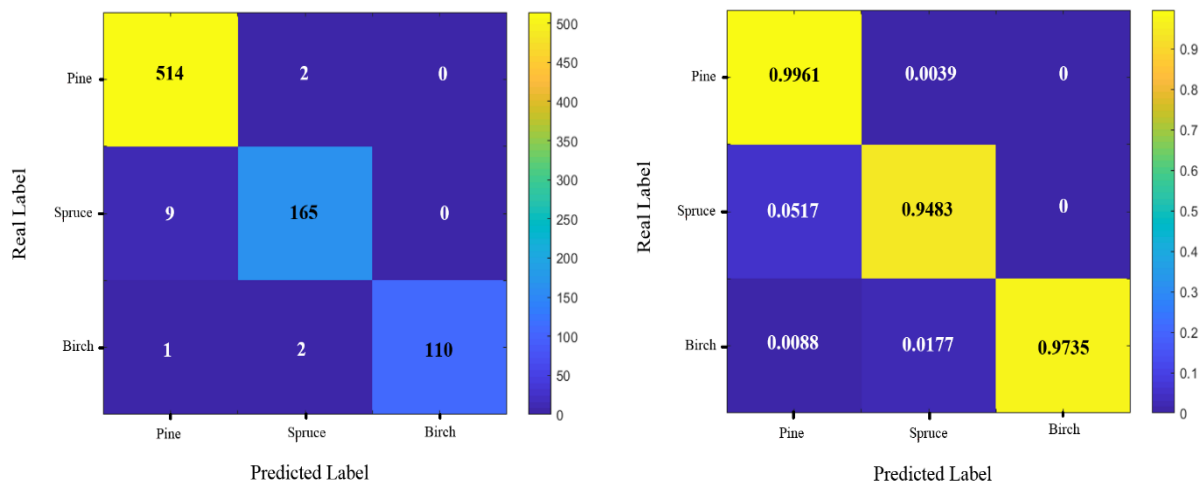 Real Label
Pine 514 2 0
Spruce 9 165 0
Birch 1 2 110
Pine Spruce Birch
Predicted Label
500
450
400
350
300
250
200
150
100
50
0
Real Label
Pine 0.9961 0.0039 0
Spruce 0.0517 0.9483 0
Birch 0.0088 0.0177 0.9735
Pine Spruce Birch
Predicted Label
0.9
0.8
0.7
0.6
0.5
0.4
0.3
0.2
0.1
0